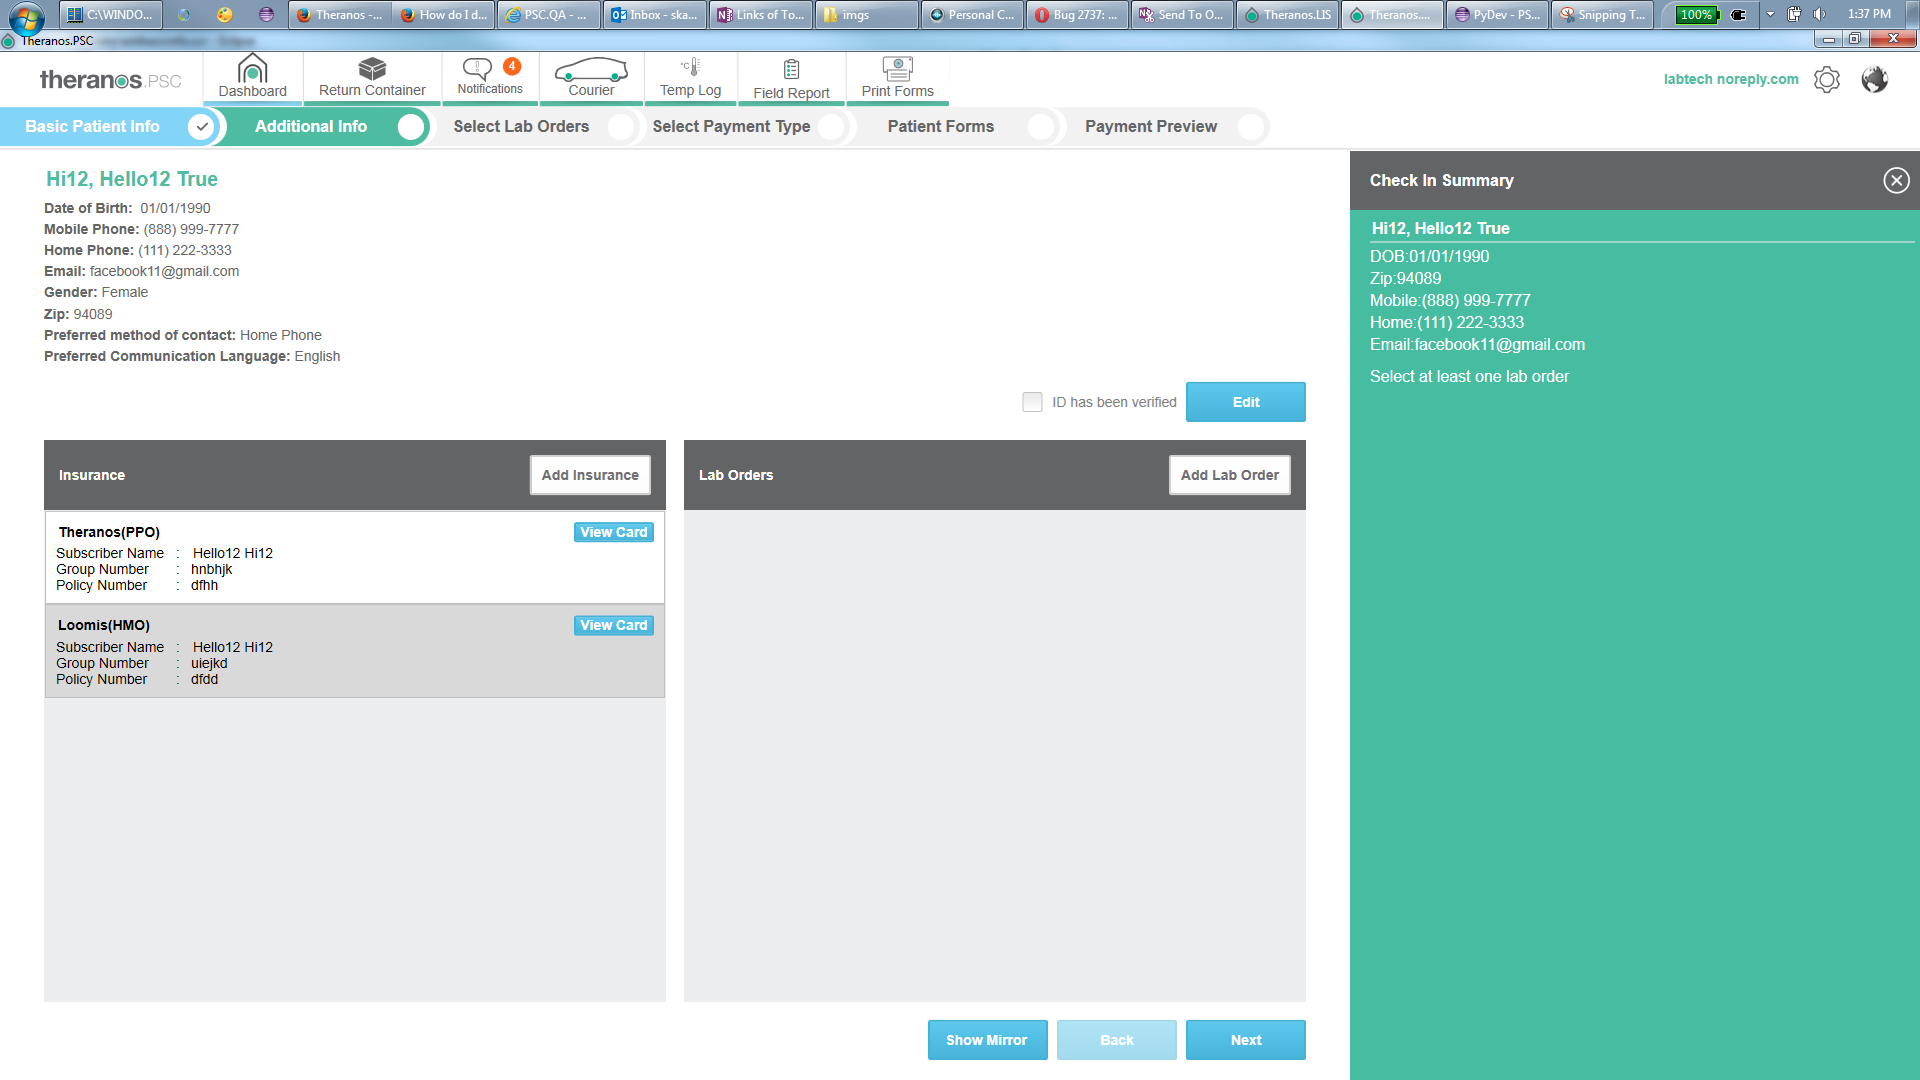 C:\WINDO...
Theranos -...
How do I d...
PSC.QA - ...
Inbox - ska...
Links of To...
imgs
Personal C...
Bug 2737: ...
Send To O...
Theranos.LIS
Theranos....
PyDev - PS...
Snipping T...
100%
1:37 PM
Theranos.PSC
theranos.PSC
Dashboard
Return Container
4
Notifications
Courier
°C
Temp Log
Field Report
Print Forms
labtech noreply.com
Basic Patient Info
Additional Info
Select Lab Orders
Select Payment Type
Patient Forms
Payment Preview
Hi12, Hello12 True
Date of Birth: 01/01/1990
Mobile Phone: (888) 999-7777
Home Phone: (111) 222-3333
Email: facebook11@gmail.com
Gender: Female
Zip: 94089
Preferred method of contact: Home Phone
Preferred Communication Language: English
ID has been verified
Edit
Insurance
Add Insurance
Theranos(PPO)
View Card
Subscriber Name : Hello12 Hi12
Group Number : hnbhjk
Policy Number : dfhh
Loomis(HMO)
View Card
Subscriber Name : Hello12 Hi12
Group Number : uiejkd
Policy Number : dfdd
Lab Orders
Add Lab Order
Show Mirror
Back
Next
Check In Summary
Hi12, Hello12 True
DOB:01/01/1990
Zip:94089
Mobile:(888) 999-7777
Home:(111) 222-3333
Email:facebook11@gmail.com
Select at least one lab order